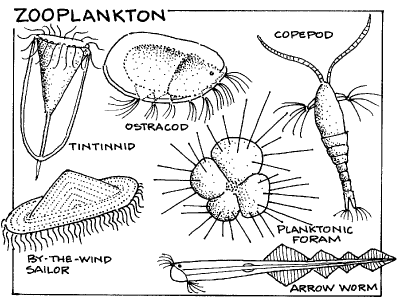 ZOOPLANKTON
COPEPOD
OSTRACOD
TINTINNID
PLANKTONIC
FORAM
BY-THE-WIND
SAILOR
ARROW WORM